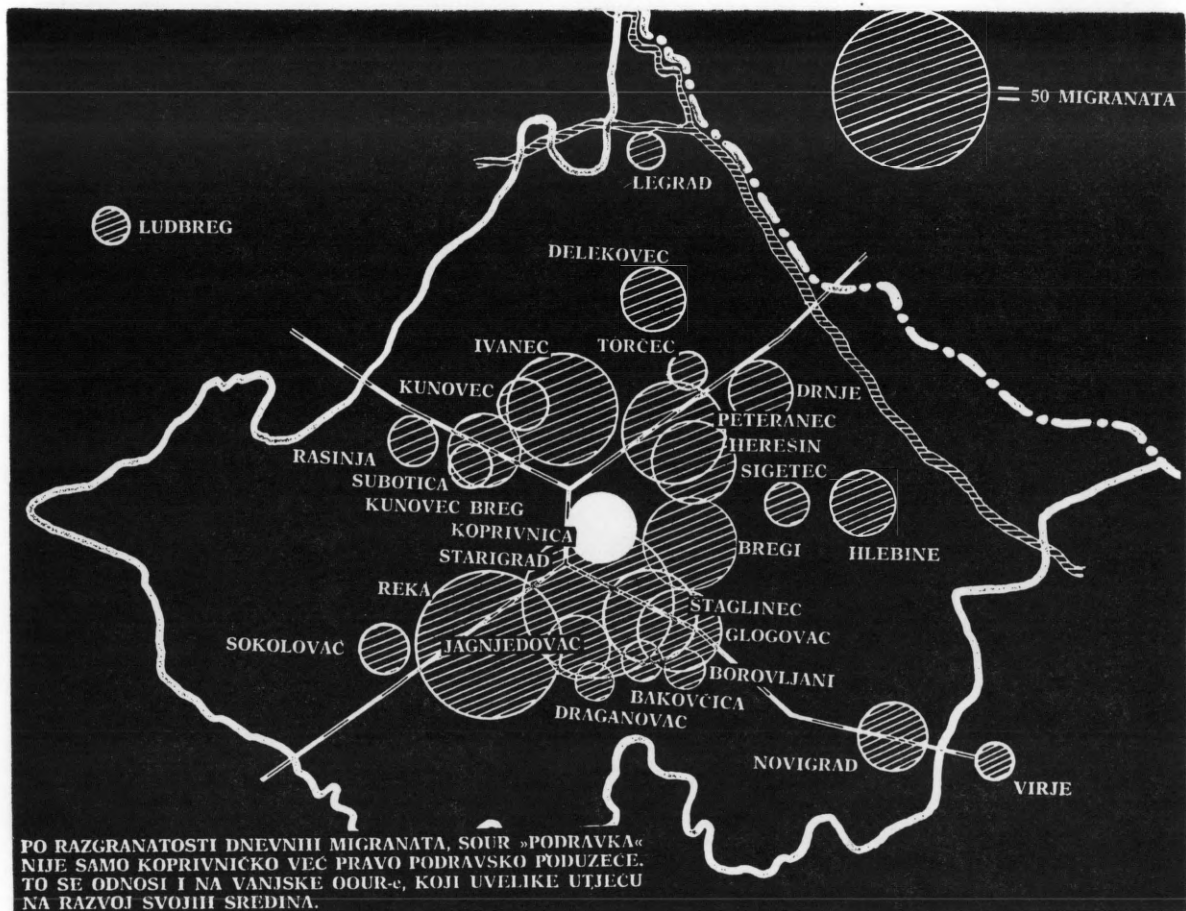 = 50 MIGRANATA
LEGRAD
LUDBREG
DELEKOVEC
IVANEC
TORČEC
KUNOVEC
DRNJE
PETERANEC
HEREŠIN
RASINJA
SIGETEC
SUBOTICA
KUNOVEC BREG
KOPRIVNICA
BREGI
HLEBINE
STARIGRAD
REKA
ŠTAGLINEC
SOKOLOVAC
JAGNJEDOVAC
GLOGOVAC
BOROVLJANI
BAKOVČICA
DRAGANOVAC
NOVIGRAD
VIRJE
PO RAZGRANATOSTI DNEVNIH MIGRANATA, SOUR »PODRAVKA«
NIJE SAMO KOPRIVNIČKO VEĆ PRAVO PODRAVSKO PODUZEĆE.
TO SE ODNOSI I NA VANJSKE OOUR-e, KOJI UVELIKE UTJEČU
NA RAZVOJ SVOJIH SREDINA.